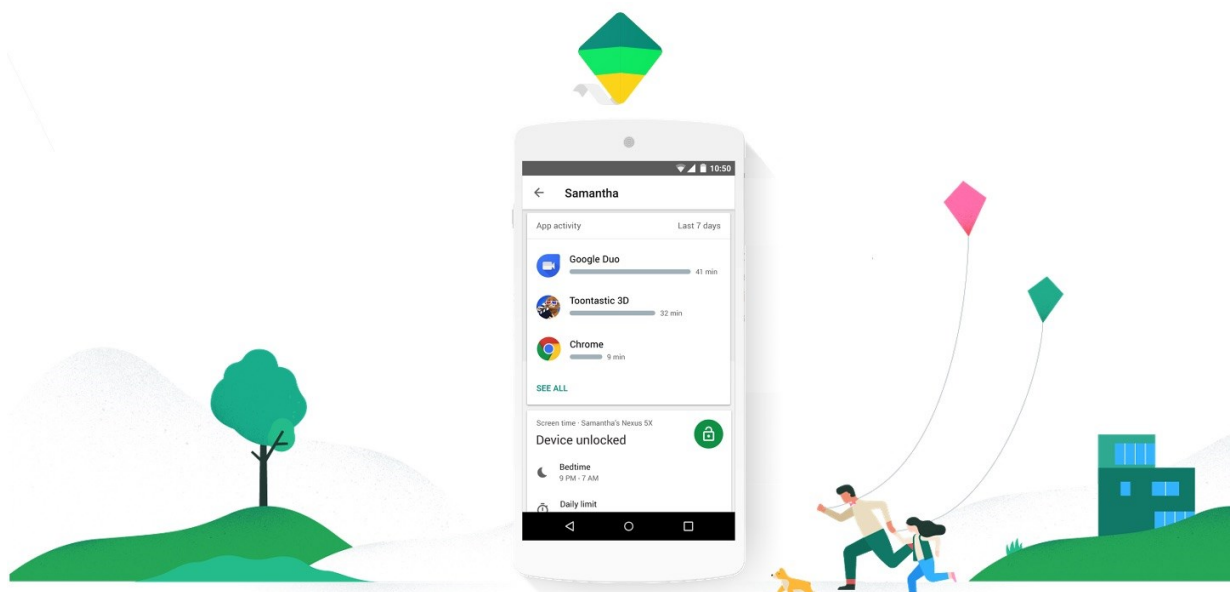 10:50
Samantha
App activity Last 7 days
Google Duo
41 min
Toontastic 3D
32 min
Chrome
9 min
SEE ALL
Screen time · Samantha's Nexus 5X
Device unlocked
Bedtime
9 PM - 7 AM
Daily limit